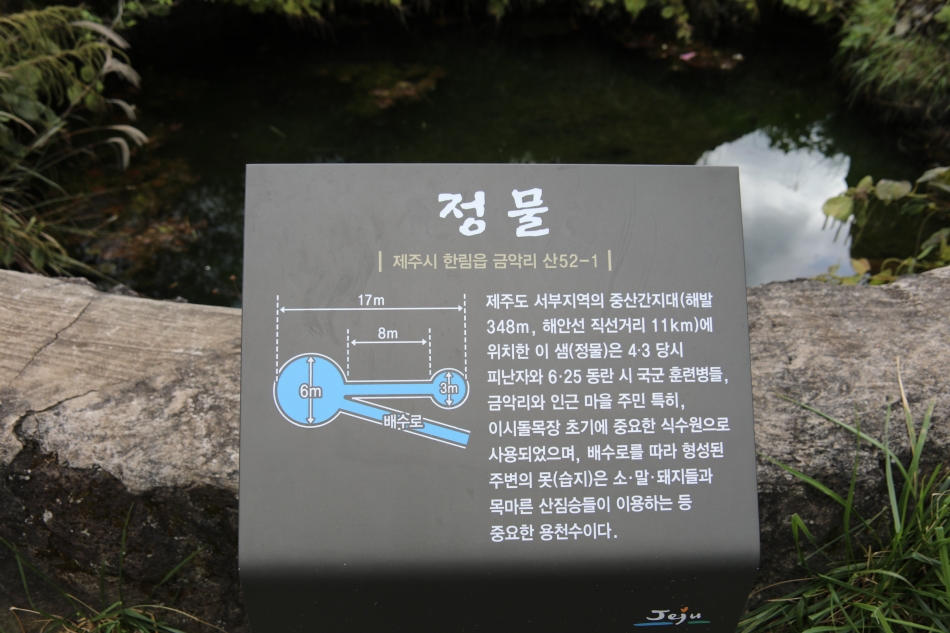 정물
제주시 한림읍 금악리 산52-1
17m
8m
6m
3m
배수로
제주도 서부지역의 중산간지대(해발
348m, 해안선 직선거리 11km)에
위치한 이 샘(정물)은 4·3 당시
피난자와 6·25 동란 시 국군 훈련병들,
금악리와 인근 마을 주민 특히,
이시돌목장 초기에 중요한 식수원으로
사용되었으며, 배수로를 따라 형성된
주변의 못(습지)은 소·말·돼지들과
목마른 산짐승들이 이용하는 등
중요한 용천수이다.
Jeju